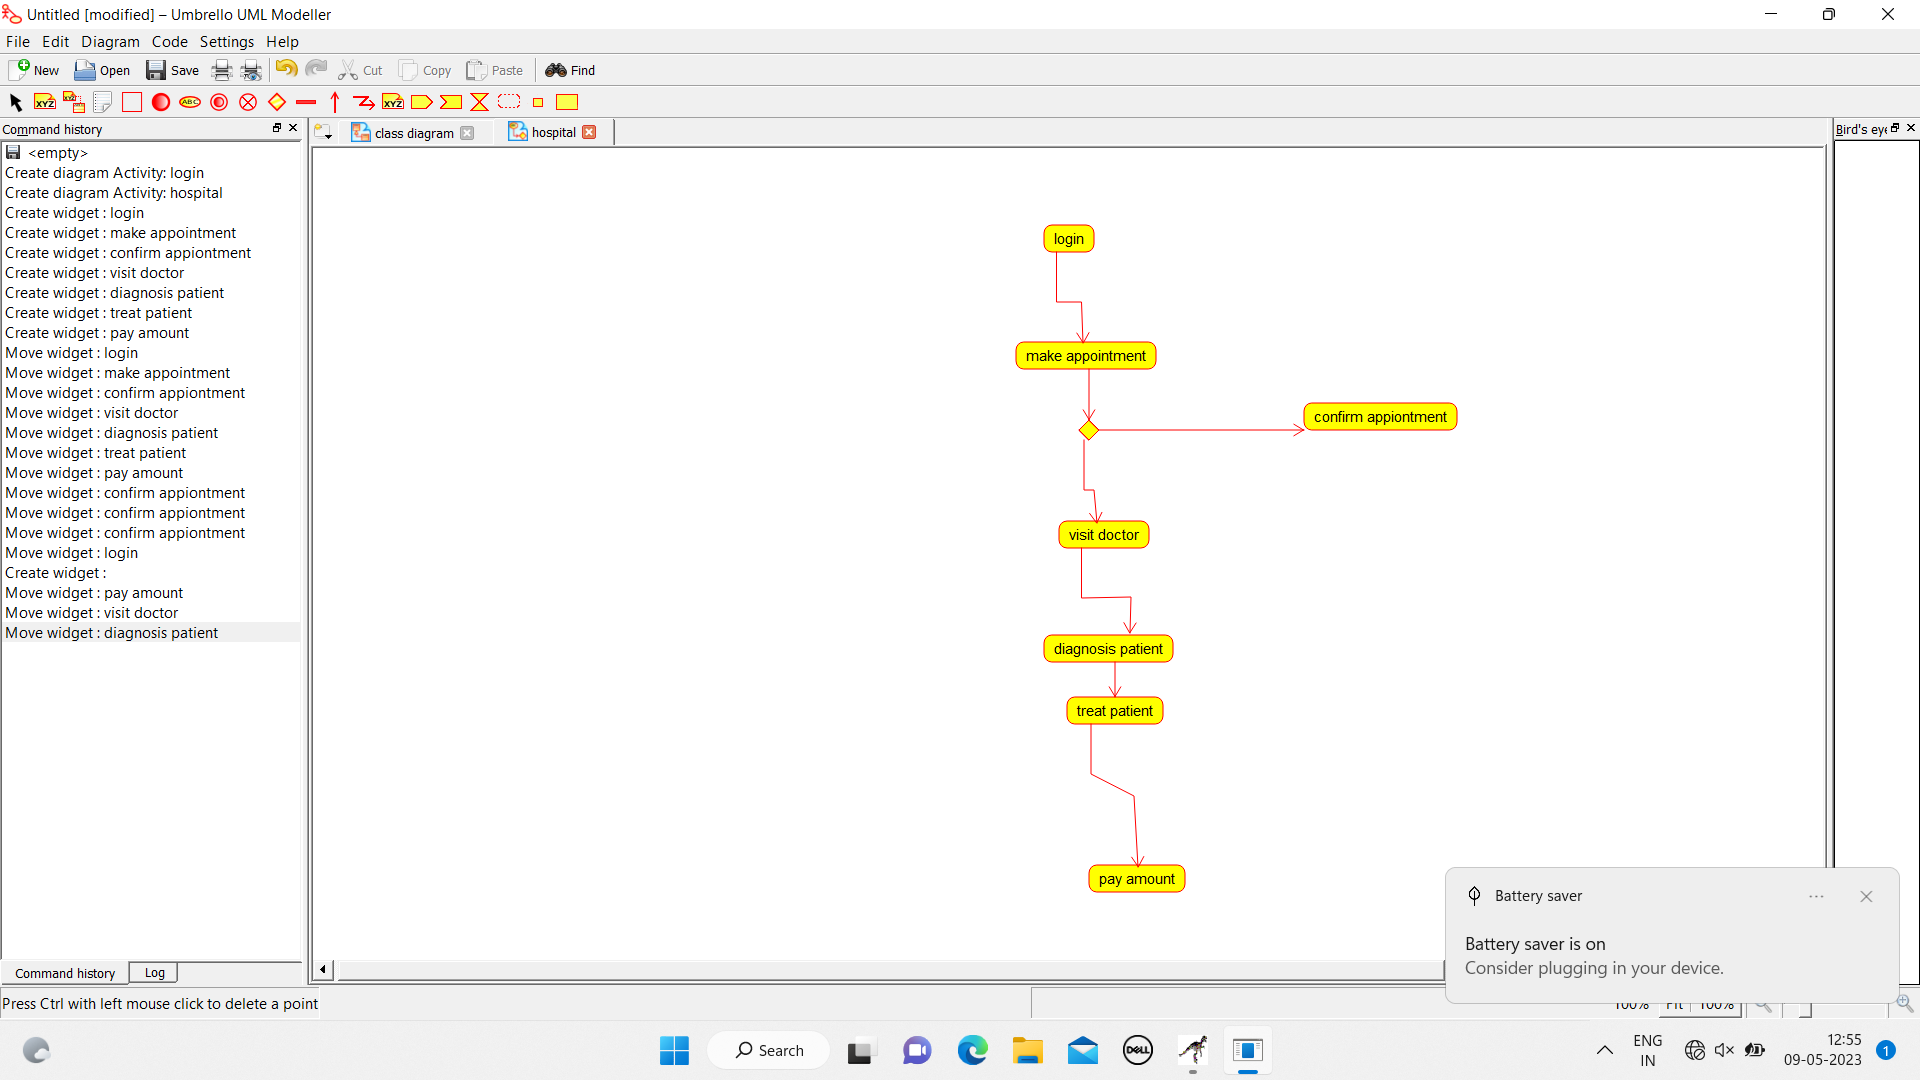 Untitled [modified] – Umbrello UML Modeller
File Edit Diagram Code Settings Help
New Open Save Cut Copy Paste Find
XYZ XYZ ABC XYZ
Command history
class diagram hospital
Bird's eye
<empty>
Create diagram Activity: login
Create diagram Activity: hospital
Create widget : login
Create widget : make appointment
Create widget : confirm appiontment
Create widget : visit doctor
Create widget : diagnosis patient
Create widget : treat patient
Create widget : pay amount
Move widget : login
Move widget : make appointment
Move widget : confirm appiontment
Move widget : visit doctor
Move widget : diagnosis patient
Move widget : treat patient
Move widget : pay amount
Move widget : confirm appiontment
Move widget : confirm appiontment
Move widget : confirm appiontment
Move widget : login
Create widget :
Move widget : pay amount
Move widget : visit doctor
Move widget : diagnosis patient
login
make appointment
confirm appiontment
visit doctor
diagnosis patient
treat patient
pay amount
Battery saver
Battery saver is on
Consider plugging in your device.
Command history Log
Press Ctrl with left mouse click to delete a point
100% Fit 100%
Search
DELL
ENG
IN
12:55
09-05-2023
1